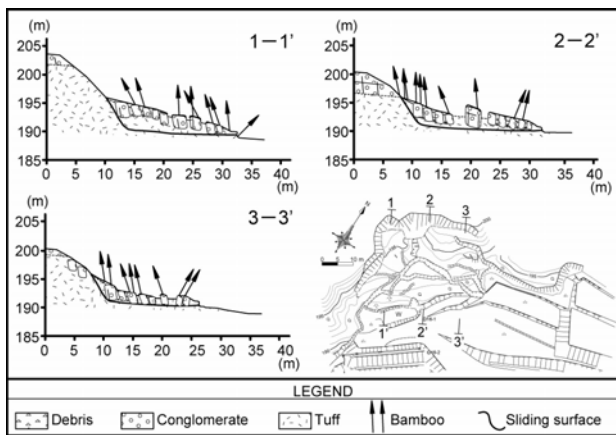 (m)
1－1'
205
200
195
190
185
0 5 10 15 20 25 30 35 40
(m)
(m)
2－2'
205
200
195
190
185
0 5 10 15 20 25 30 35 40
(m)
(m)
3－3'
205
200
195
190
185
0 5 10 15 20 25 30 35 40
(m)
1 2 3
N
0 5 10 m
W
1' 2' 3'
LEGEND
Debris Conglomerate Tuff Bamboo Sliding surface